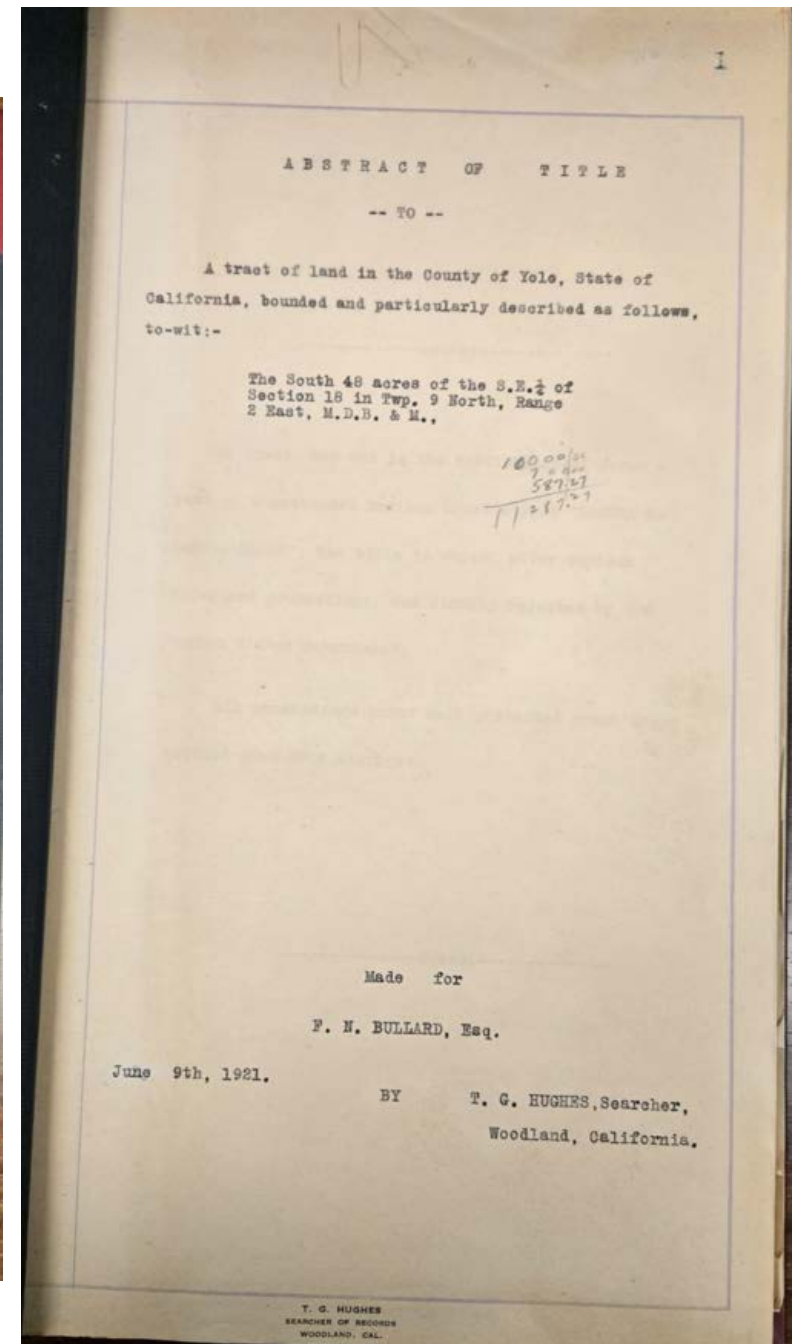 1
ABSTRACT OF TITLE
-- TO --
A tract of land in the County of Yolo, State of
California, bounded and particularly described as follows,
to-wit:-
The South 48 acres of the S.E.¼ of
Section 18 in Twp. 9 North, Range
2 East, M.D.B. & M.,
587.27
11287.27
Made for
F. N. BULLARD, Esq.
June 9th, 1921.
BY T. G. HUGHES, Searcher,
Woodland, California.
T. G. HUGHES
SEARCHER OF RECORDS
WOODLAND, CAL.